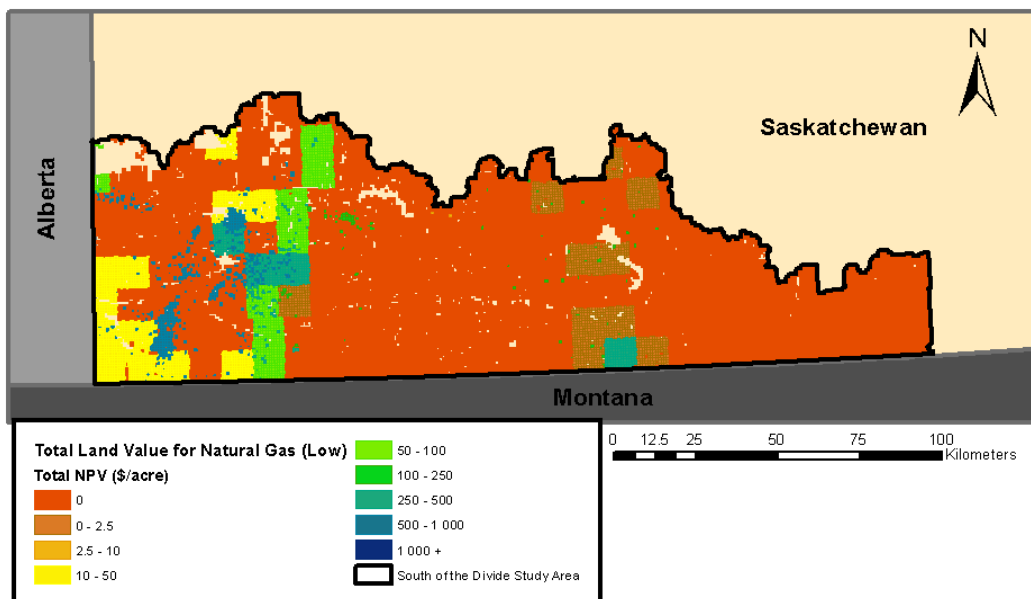 N
Saskatchewan
Alberta
Montana
Total Land Value for Natural Gas (Low)
Total NPV ($/acre)
0
0 - 2.5
2.5 - 10
10 - 50
50 - 100
100 - 250
250 - 500
500 - 1 000
1 000 +
South of the Divide Study Area
0 12.5 25 50 75 100
Kilometers